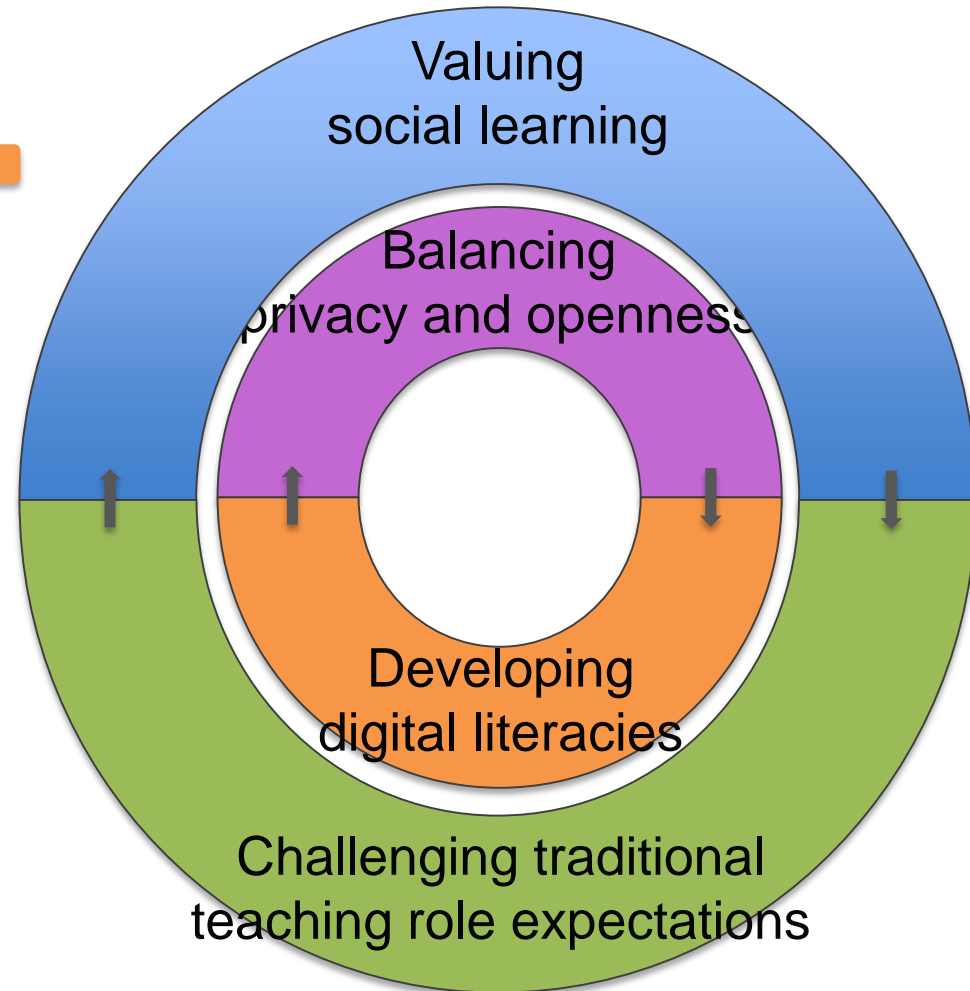 Valuing
social learning
Balancing
privacy and openness
Developing
digital literacies
Challenging traditional
teaching role expectations